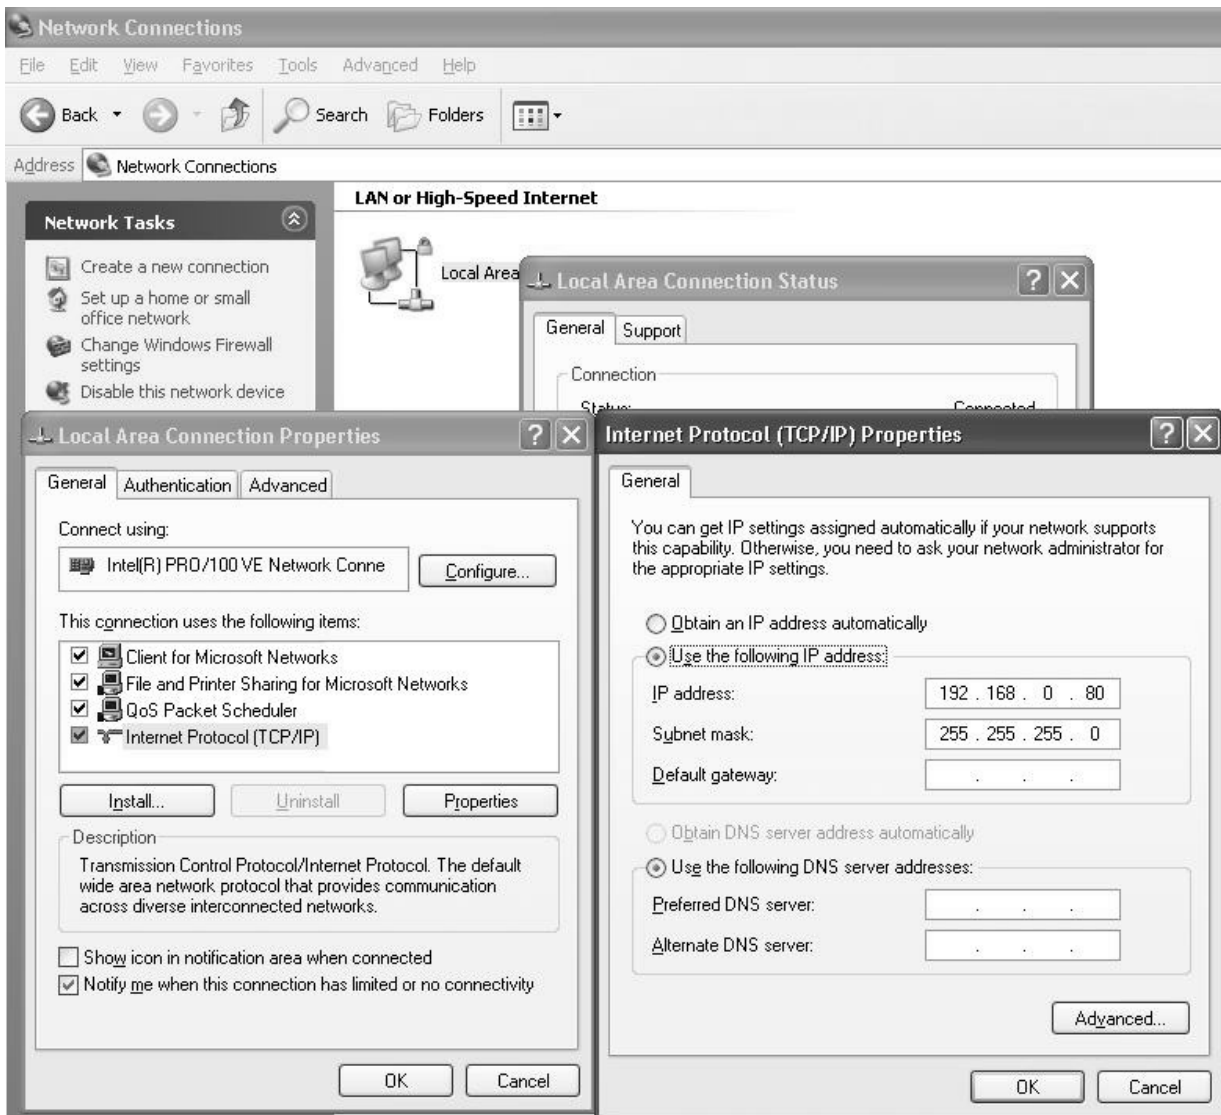 Network Connections
File Edit View Favorites Tools Advanced Help
Back Search Folders
Address Network Connections
Network Tasks
Create a new connection
Set up a home or small
office network
Change Windows Firewall
settings
Disable this network device
LAN or High-Speed Internet
Local Area
Local Area Connection Status
General Support
Connection
Status: Connected
Local Area Connection Properties
General Authentication Advanced
Connect using:
Intel(R) PRO/100 VE Network Conne
Configure...
This connection uses the following items:
Client for Microsoft Networks
File and Printer Sharing for Microsoft Networks
QoS Packet Scheduler
Internet Protocol (TCP/IP)
Install... Uninstall Properties
Description
Transmission Control Protocol/Internet Protocol. The default
wide area network protocol that provides communication
across diverse interconnected networks.
Show icon in notification area when connected
Notify me when this connection has limited or no connectivity
OK Cancel
Internet Protocol (TCP/IP) Properties
General
You can get IP settings assigned automatically if your network supports
this capability. Otherwise, you need to ask your network administrator for
the appropriate IP settings.
Obtain an IP address automatically
Use the following IP address:
IP address: 192 . 168 . 0 . 80
Subnet mask: 255 . 255 . 255 . 0
Default gateway: . . .
Obtain DNS server address automatically
Use the following DNS server addresses:
Preferred DNS server: . . .
Alternate DNS server: . . .
Advanced...
OK Cancel